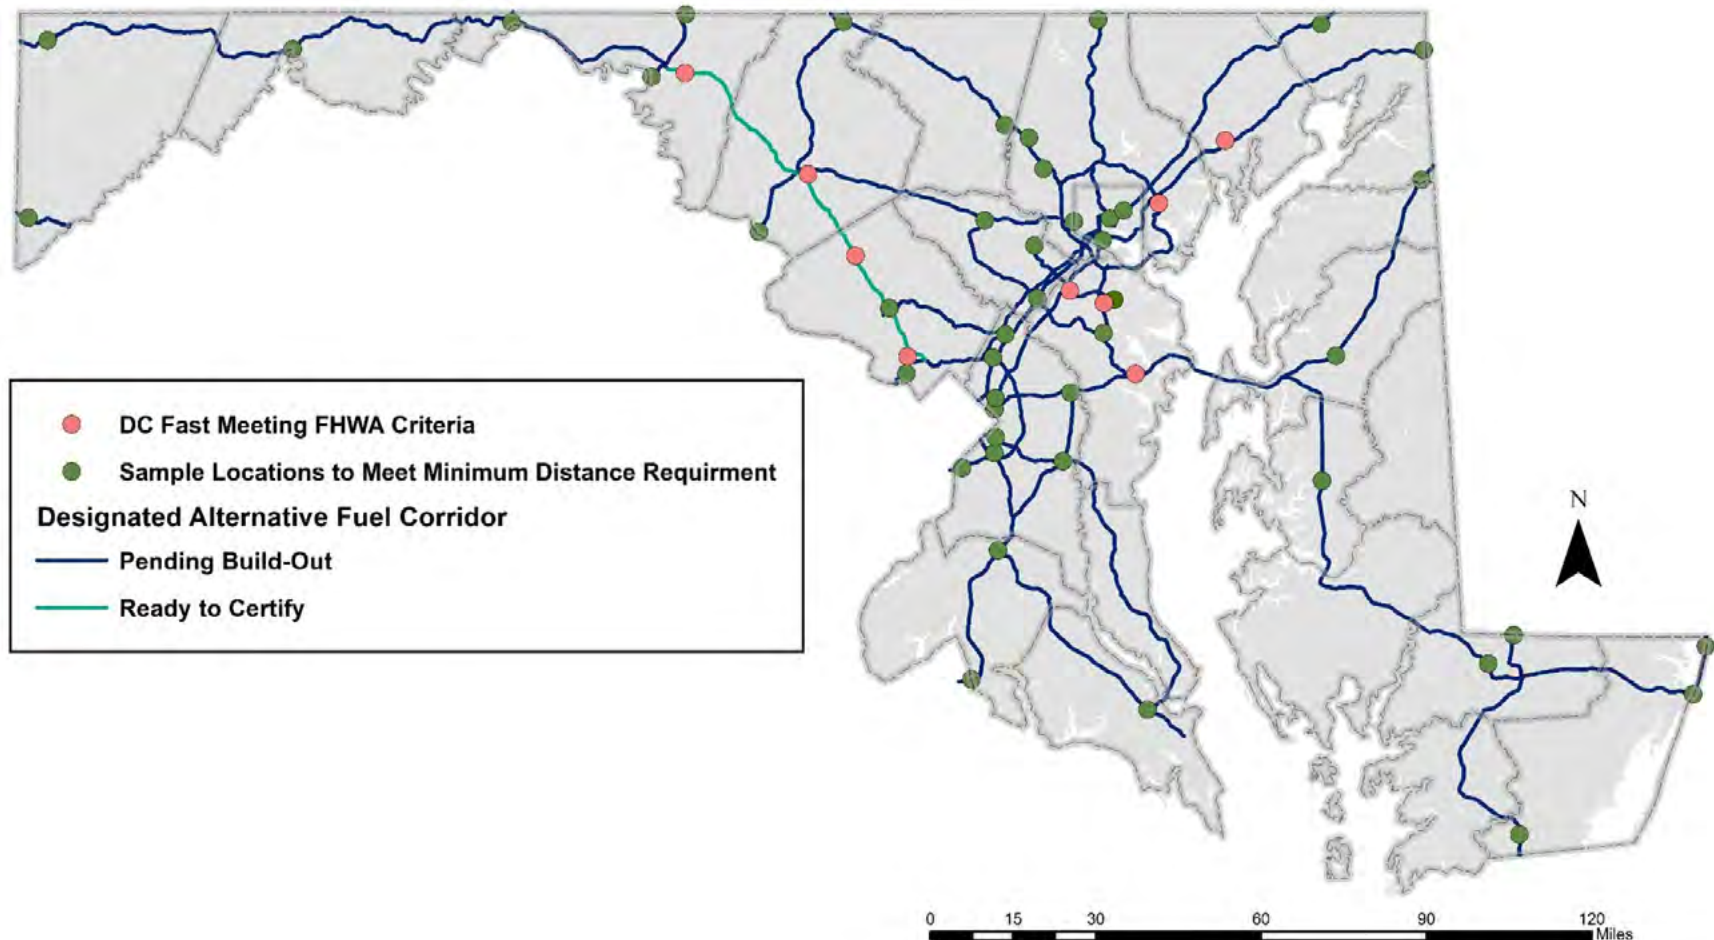 DC Fast Meeting FHWA Criteria
Sample Locations to Meet Minimum Distance Requirment
Designated Alternative Fuel Corridor
Pending Build-Out
Ready to Certify
N
0 15 30 60 90 120
Miles